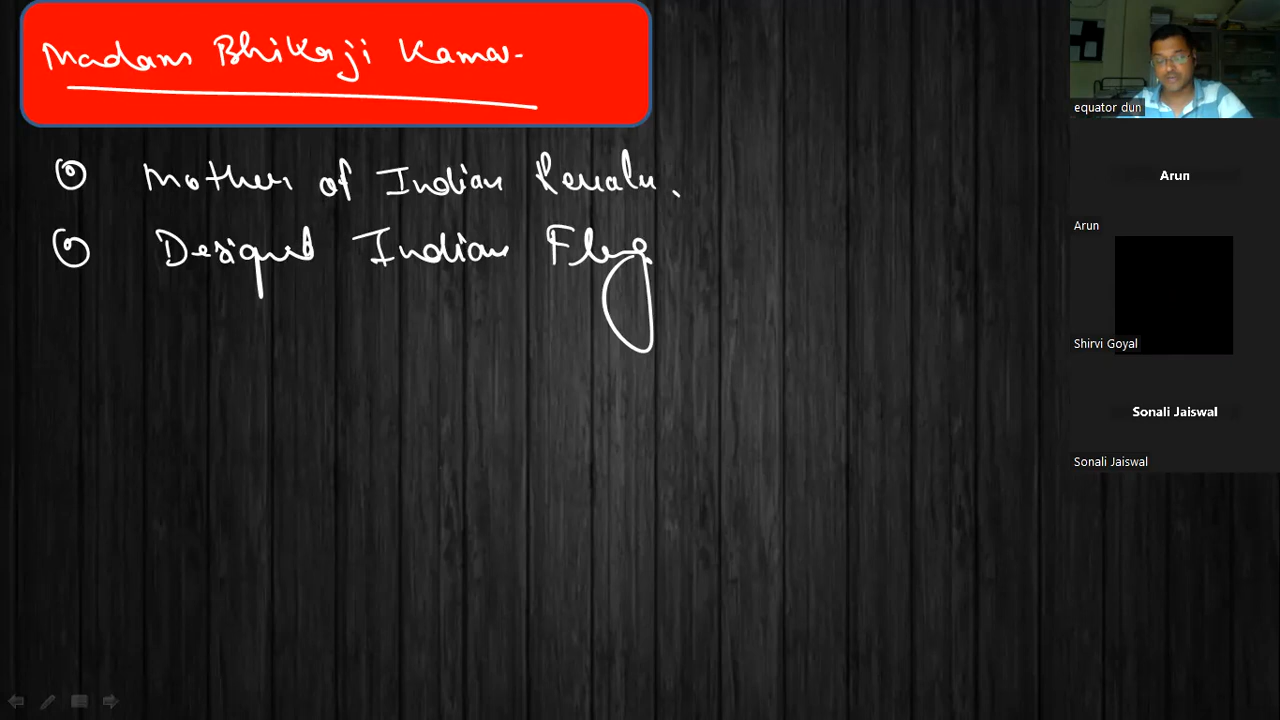 Madam Bhikaji Kama
Mother of Indian
Designed Indian Flag
equator dun
Arun
Arun
Shirvi Goyal
Sonali Jaiswal
Sonali Jaiswal